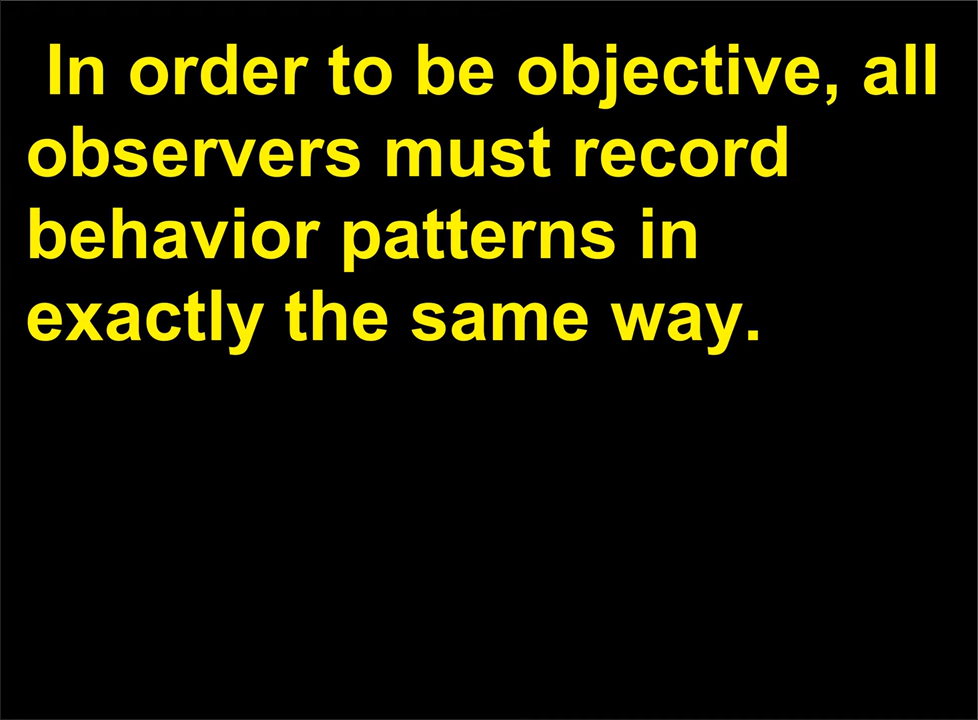 In order to be objective, all
observers must record
behavior patterns in
exactly the same way.